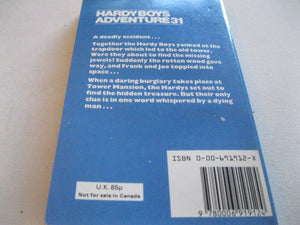 HARDY BOYS
ADVENTURE 31
A deadly accident . . .
Together the Hardy Boys yanked at the
trapdoor which led to the old tower.
Were they about to find the missing
jewels? Suddenly the rotten wood gave
way, and Frank and Joe toppled into
space . . .
When a daring burglary takes place at
Tower Mansion, the Hardys set out to
find the hidden treasure. But their only
clue is in one word whispered by a
dying man . . .
ISBN 0-00-691912-X
U.K. 85p
Not for sale in Canada
9 780006 919124